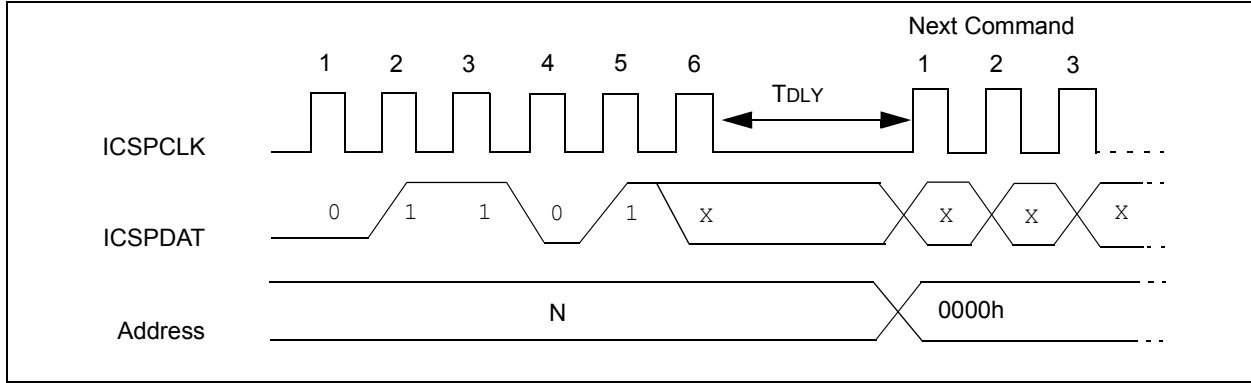 Next Command
1 2 3 4 5 6 1 2 3
TDLY
ICSPCLK
0 1 1 0 1 X X X X
ICSPDAT
N 0000h
Address